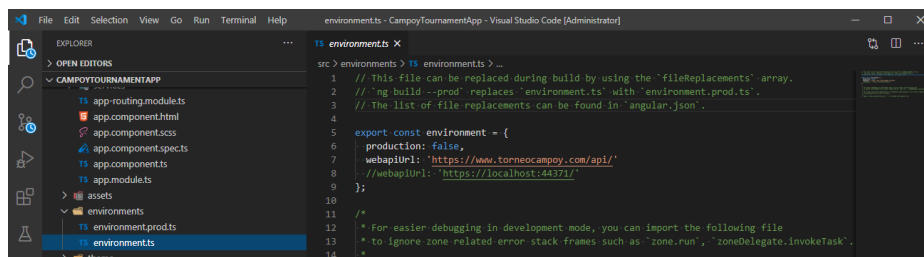 File Edit Selection View Go Run Terminal Help
environment.ts - CampoyTournamentApp - Visual Studio Code [Administrator]
EXPLORER
OPEN EDITORS
CAMPOYTOURNAMENTAPP
services
TS app-routing.module.ts
app.component.html
app.component.scss
app.component.spec.ts
TS app.component.ts
TS app.module.ts
assets
environments
TS environment.prod.ts
TS environment.ts
TS environment.ts
src > environments > TS environment.ts > ...
1 // This file can be replaced during build by using the `fileReplacements` array.
2 // `ng build --prod` replaces `environment.ts` with `environment.prod.ts`.
3 // The list of file replacements can be found in `angular.json`.
4
5 export const environment = {
6 production: false,
7 webapiUrl: 'https://www.torneocampoy.com/api/'
8 //webapiUrl: 'https://localhost:44371/'
9 };
10
11 /*
12 * For easier debugging in development mode, you can import the following file
13 * to ignore zone related error stack frames such as `zone.run`, `zoneDelegate.invokeTask`.
14 *